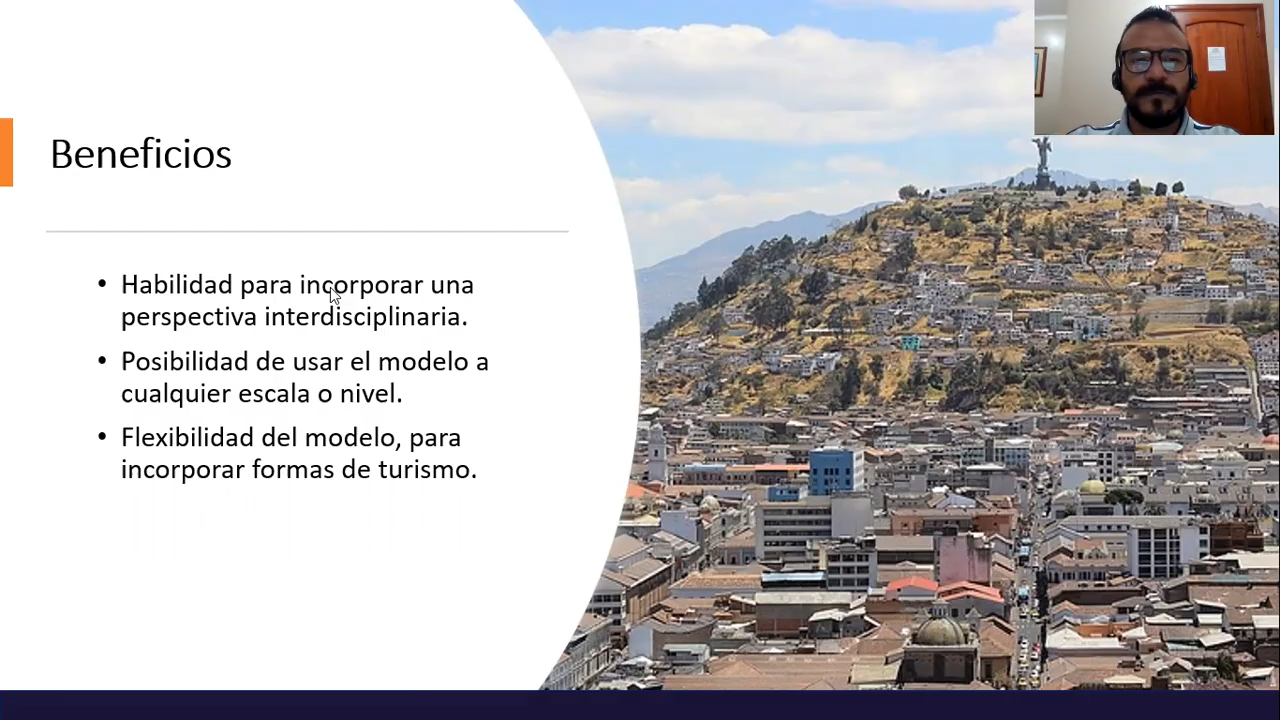 Beneficios
• Habilidad para incorporar una
perspectiva interdisciplinaria.
• Posibilidad de usar el modelo a
cualquier escala o nivel.
• Flexibilidad del modelo, para
incorporar formas de turismo.